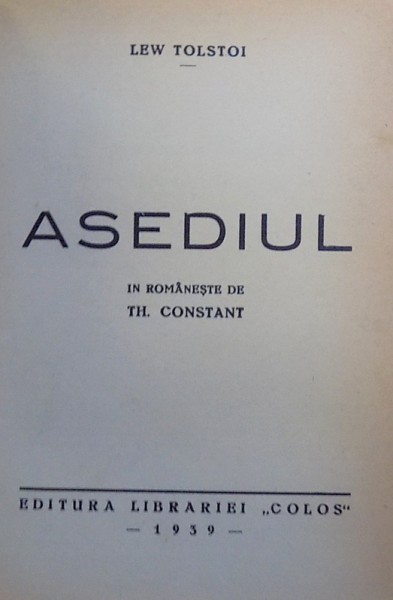 LEW TOLSTOI
ASEDIUL
IN ROMÂNEŞTE DE
TH. CONSTANT
EDITURA LIBRARIEI „COLOS“
— 1939 —